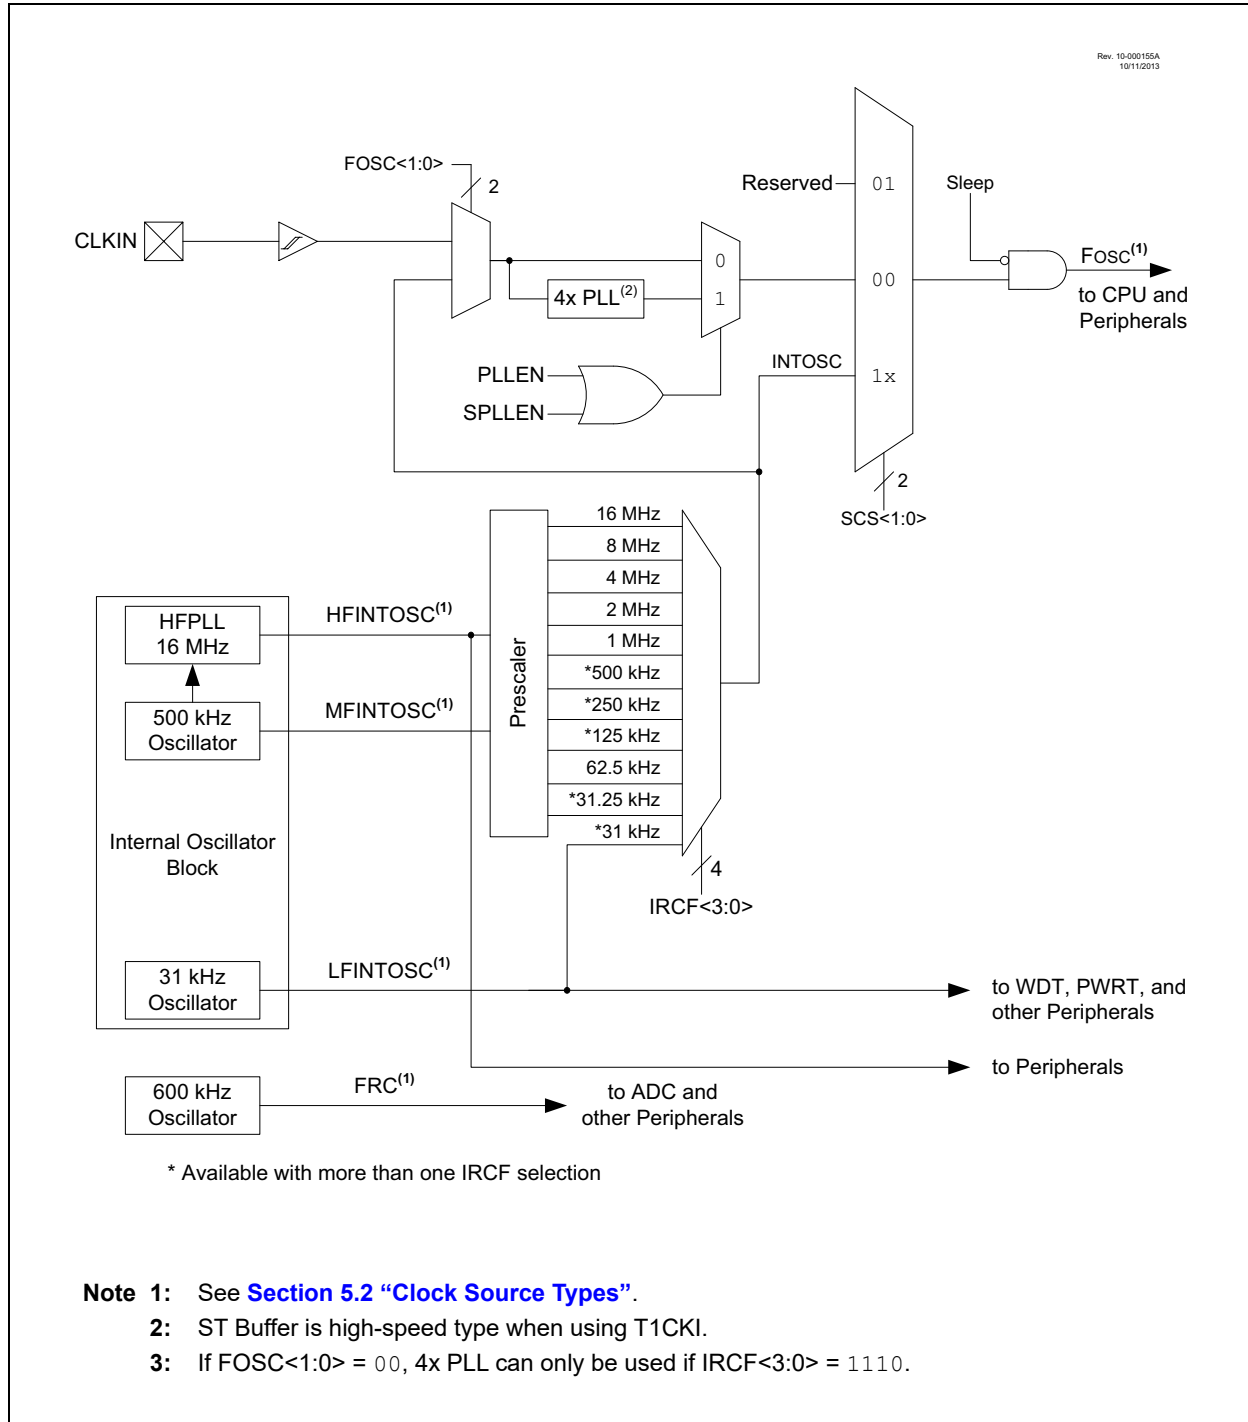 Rev. 10-000155A
10/11/2013
FOSC<1:0>
2
Reserved
01
Sleep
CLKIN
0
FOSC(1)
4x PLL(2)
1
00
to CPU and
Peripherals
PLLEN
INTOSC
1x
SPLLEN
2
SCS<1:0>
16 MHz
8 MHz
4 MHz
2 MHz
1 MHz
*500 kHz
*250 kHz
*125 kHz
62.5 kHz
*31.25 kHz
*31 kHz
HFPLL
16 MHz
HFINTOSC(1)
Prescaler
500 kHz
Oscillator
MFINTOSC(1)
Internal Oscillator
Block
4
IRCF<3:0>
31 kHz
Oscillator
LFINTOSC(1)
to WDT, PWRT, and
other Peripherals
to Peripherals
600 kHz
Oscillator
FRC(1)
to ADC and
other Peripherals
* Available with more than one IRCF selection
Note 1: See Section 5.2 “Clock Source Types”.
2: ST Buffer is high-speed type when using T1CKI.
3: If FOSC<1:0> = 00, 4x PLL can only be used if IRCF<3:0> = 1110.